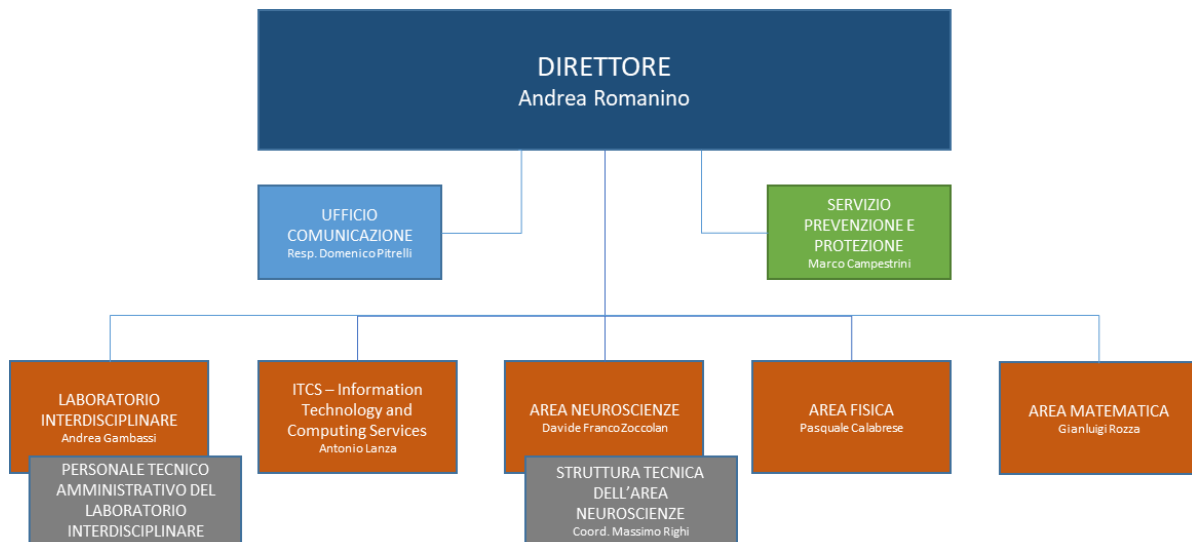 DIRETTORE
Andrea Romanino
UFFICIO
COMUNICAZIONE
Resp. Domenico Pitrelli
SERVIZIO
PREVENZIONE E
PROTEZIONE
Marco Campestrini
LABORATORIO
INTERDISCIPLINARE
Andrea Gambassi
ITCS – Information
Technology and
Computing Services
Antonio Lanza
AREA NEUROSCIENZE
Davide Franco Zoccolan
AREA FISICA
Pasquale Calabrese
AREA MATEMATICA
Gianluigi Rozza
PERSONALE TECNICO
AMMINISTRATIVO DEL
LABORATORIO
INTERDISCIPLINARE
STRUTTURA TECNICA
DELL’AREA
NEUROSCIENZE
Coord. Massimo Righi